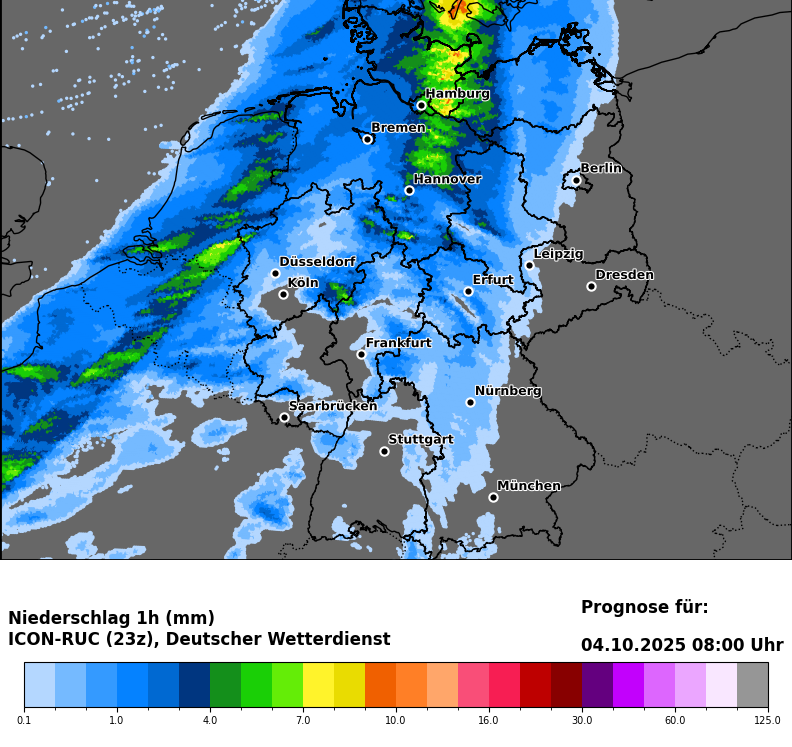 Hamburg
Bremen
Berlin
Hannover
Leipzig
Düsseldorf
Dresden
Erfurt
Köln
Frankfurt
Nürnberg
Saarbrücken
Stuttgart
München
Niederschlag 1h (mm)
ICON-RUC (23z), Deutscher Wetterdienst
Prognose für:
04.10.2025 08:00 Uhr
0.1 1.0 4.0 7.0 10.0 16.0 30.0 60.0 125.0